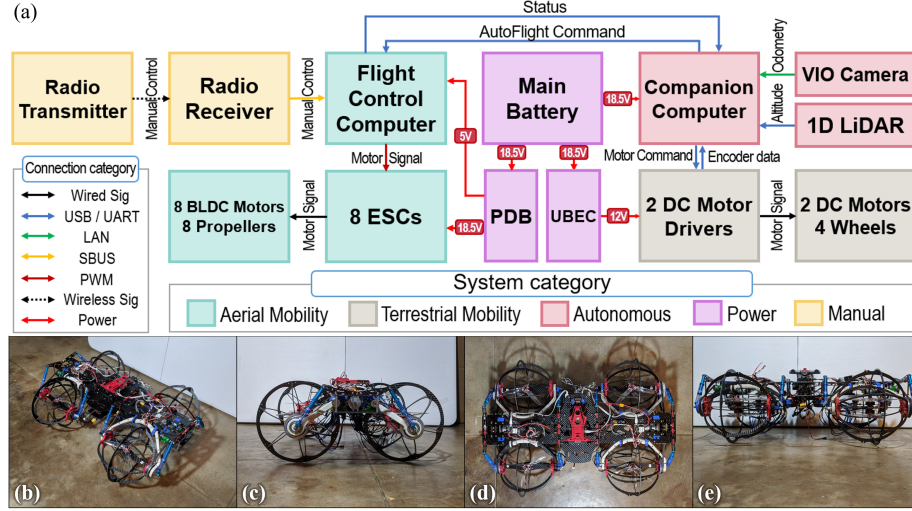 (a)
Status
AutoFlight Command
Radio
Transmitter
Manual Control
Radio
Receiver
Manual Control
Flight
Control
Computer
5V
Main
Battery
18.5V
Companion
Computer
Odometry
VIO Camera
Altitude
1D LiDAR
Motor Signal
18.5V
18.5V
Motor Command
Encoder data
Connection category
Wired Sig
USB / UART
LAN
SBUS
PWM
Wireless Sig
Power
8 BLDC Motors
8 Propellers
Motor Signal
8 ESCs
18.5V
PDB
UBEC
12V
2 DC Motor
Drivers
Motor Signal
2 DC Motors
4 Wheels
System category
Aerial Mobility
Terrestrial Mobility
Autonomous
Power
Manual
(b)
(c)
(d)
(e)